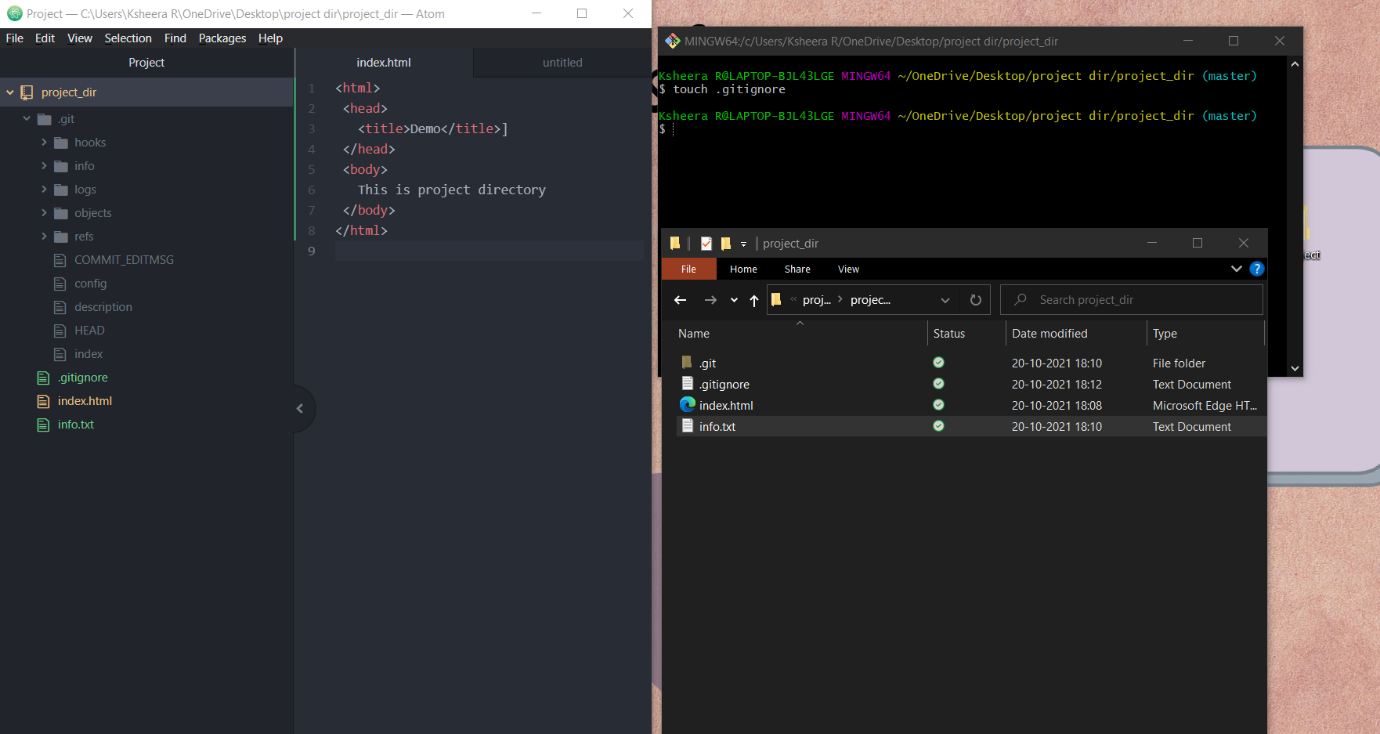 Project — C:\Users\Ksheera R\OneDrive\Desktop\project dir\project_dir — Atom
File Edit View Selection Find Packages Help
Project
project_dir
.git
hooks
info
logs
objects
refs
COMMIT_EDITMSG
config
description
HEAD
index
.gitignore
index.html
info.txt
index.html untitled
1 <html>
2 <head>
3 <title>Demo</title>]
4 </head>
5 <body>
6 This is project directory
7 </body>
8 </html>
9
MINGW64:/c/Users/Ksheera R/OneDrive/Desktop/project dir/project_dir
Ksheera R@LAPTOP-BJL43LGE MINGW64 ~/OneDrive/Desktop/project dir/project_dir (master)
$ touch .gitignore
Ksheera R@LAPTOP-BJL43LGE MINGW64 ~/OneDrive/Desktop/project dir/project_dir (master)
$
project_dir
File Home Share View
« proj... projec... Search project_dir
Name Status Date modified Type
.git 20-10-2021 18:10 File folder
.gitignore 20-10-2021 18:12 Text Document
index.html 20-10-2021 18:08 Microsoft Edge HT...
info.txt 20-10-2021 18:10 Text Document
ect